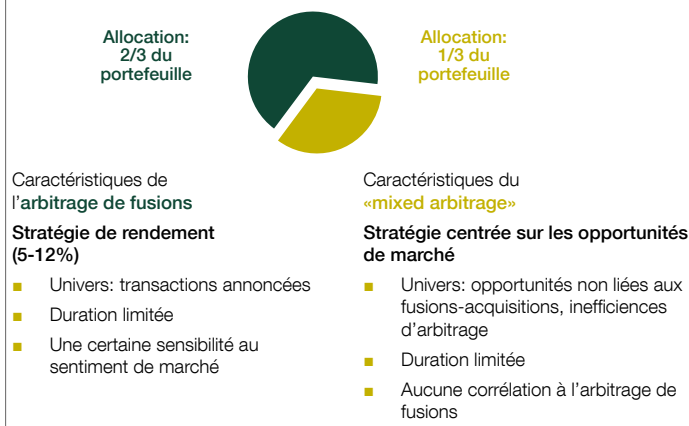 Allocation:
2/3 du
portefeuille
Allocation:
1/3 du
portefeuille
Caractéristiques de
l'arbitrage de fusions
Stratégie de rendement
(5-12%)
■ Univers: transactions annoncées
■ Duration limitée
■ Une certaine sensibilité au
sentiment de marché
Caractéristiques du
«mixed arbitrage»
Stratégie centrée sur les opportunités
de marché
■ Univers: opportunités non liées aux
fusions-acquisitions, inefficiences
d'arbitrage
■ Duration limitée
■ Aucune corrélation à l'arbitrage de
fusions